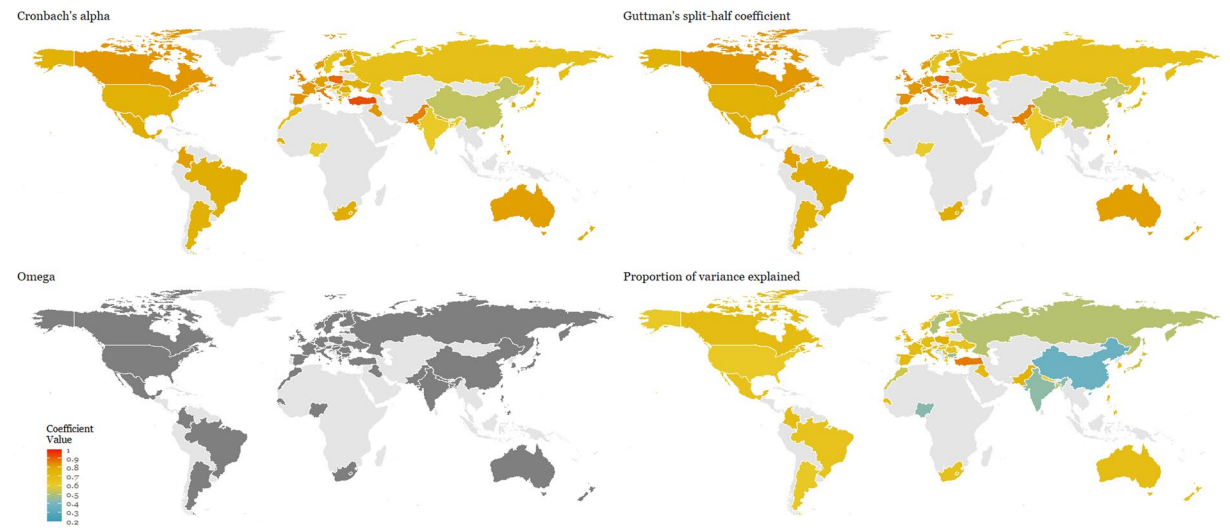 Cronbach's alpha
Guttman's split-half coefficient
Omega
Proportion of variance explained
Coefficient
Value
1
0.9
0.8
0.7
0.6
0.5
0.4
0.3
0.2